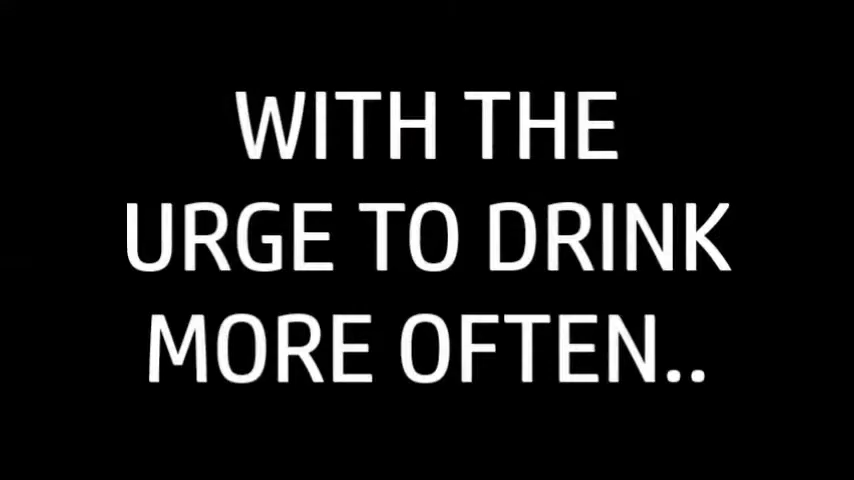 WITH THE
URGE TO DRINK
MORE OFTEN..